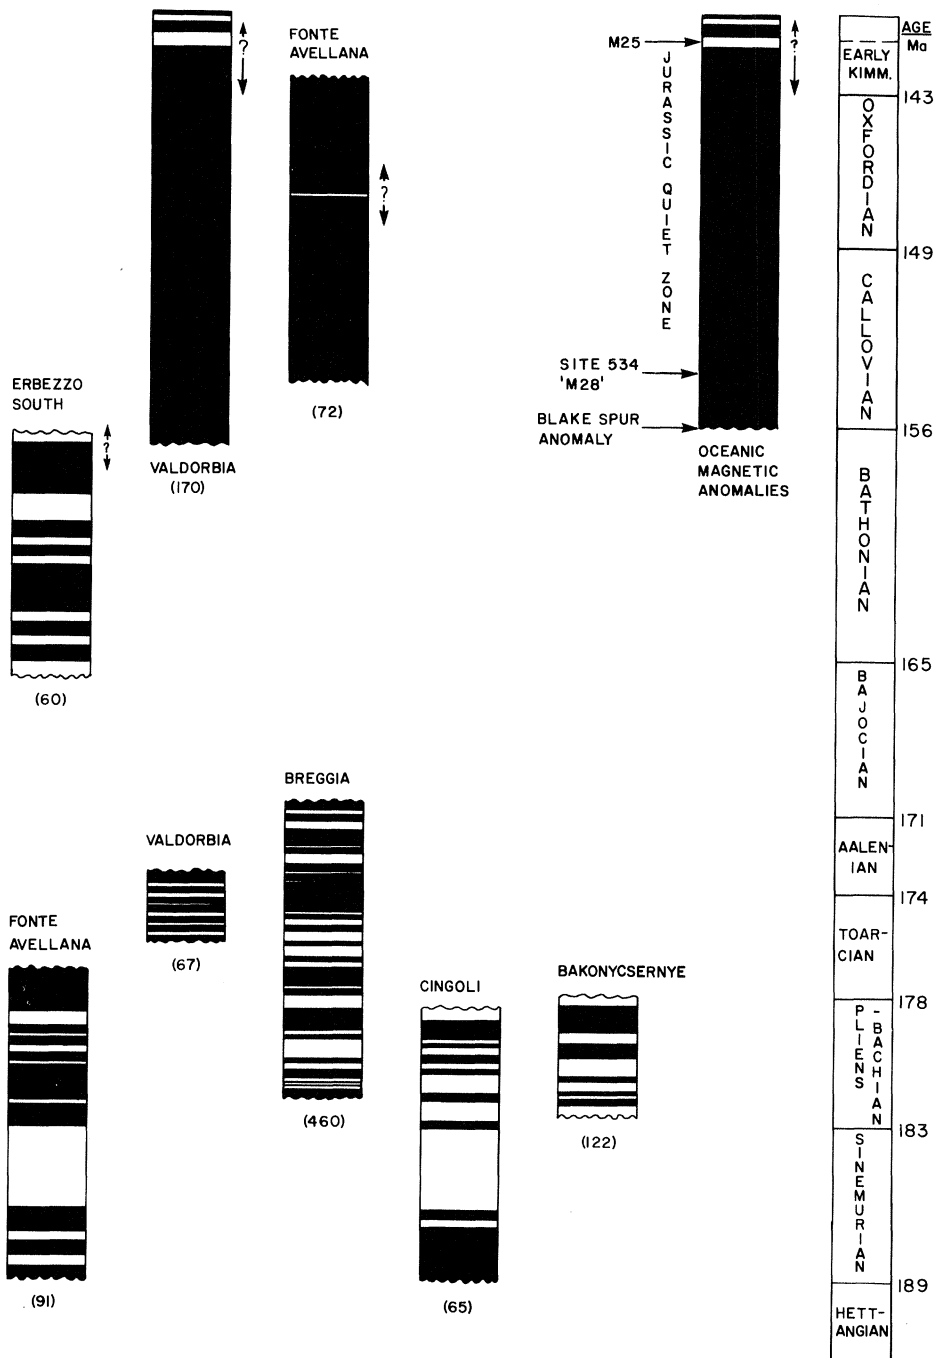 FONTE
AVELLANA
?
?
(72)
ERBEZZO
SOUTH
?
(60)
VALDORBIA
(170)
M25
JURASSIC QUIET ZONE
?
SITE 534
'M28'
BLAKE SPUR
ANOMALY
OCEANIC
MAGNETIC
ANOMALIES
BREGGIA
(460)
VALDORBIA
(67)
FONTE
AVELLANA
(91)
CINGOLI
(65)
BAKONYCSERNYE
(122)
AGE
Ma
EARLY
KIMM.
143
OXFORDIAN
149
CALLOVIAN
156
BATHONIAN
165
BAJOCIAN
171
AALEN-
IAN
174
TOAR-
CIAN
178
PLIENS
-BACHIAN
183
SINEMURIAN
189
HETT-
ANGIAN